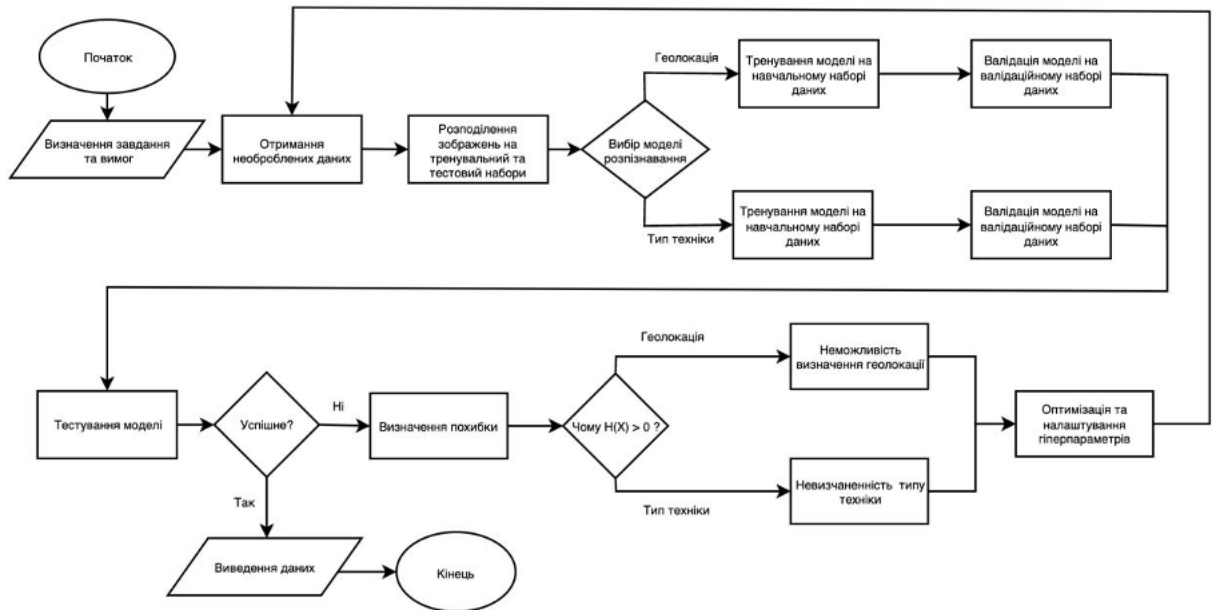 Початок
Визначення завдання
та вимог
Отримання
необроблених даних
Розподілення
зображень на
тренувальний та
тестовий набори
Вибір моделі
розпізнавання
Геолокація
Тренування моделі на
навчальному наборі
даних
Валідація моделі на
валідаційному наборі
даних
Тип техніки
Тренування моделі на
навчальному наборі
даних
Валідація моделі на
валідаційному наборі
даних
Тестування моделі
Успішне?
Ні
Визначення похибки
Чому H(X) > 0 ?
Геолокація
Неможливість
визначення геолокації
Тип техніки
Невизчаненність типу
техніки
Оптимізація та
налаштування
гіперпараметрів
Так
Виведення даних
Кінець